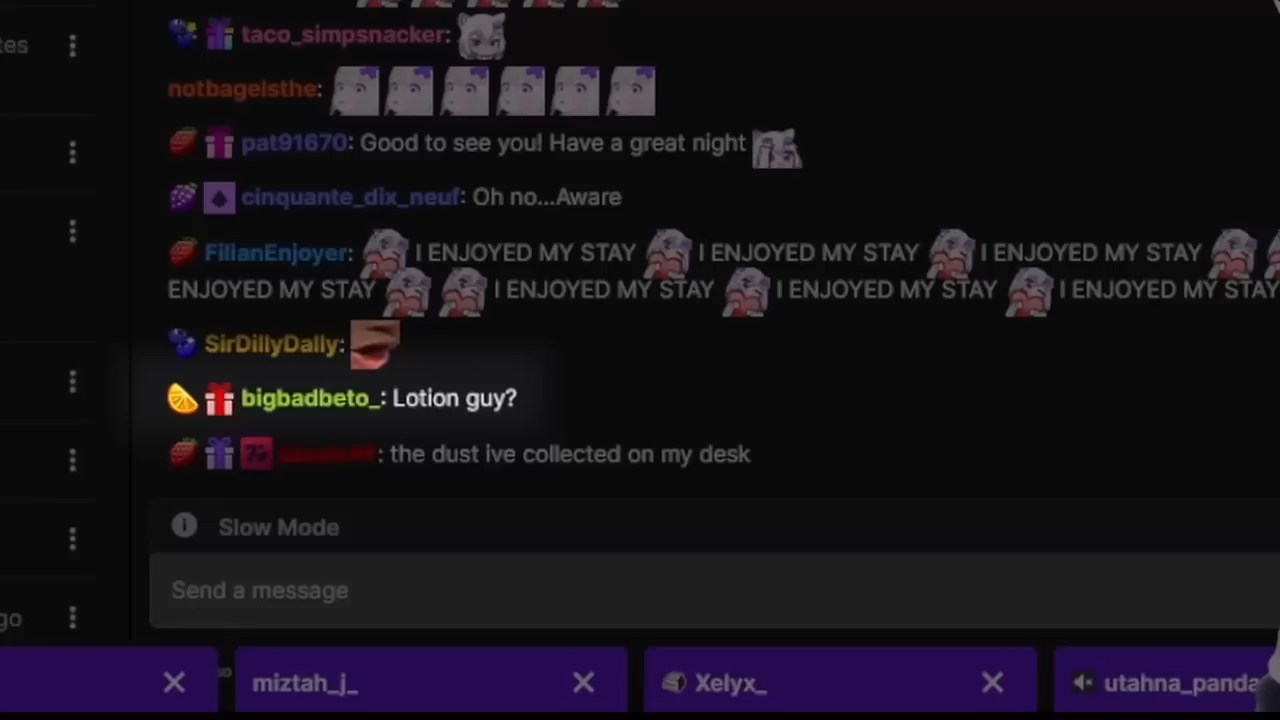 tes
taco_simpsnacker:
notbagelsthe:
pat91670: Good to see you! Have a great night
cinquante_dix_neuf: Oh no...Aware
FilianEnjoyer: I ENJOYED MY STAY I ENJOYED MY STAY I ENJOYED MY STAY
ENJOYED MY STAY I ENJOYED MY STAY I ENJOYED MY STAY I ENJOYED MY STAY
SirDillyDally:
bigbadbeto_: Lotion guy?
: the dust ive collected on my desk
Slow Mode
Send a message
go
miztah_j_
Xelyx_
utahna_panda